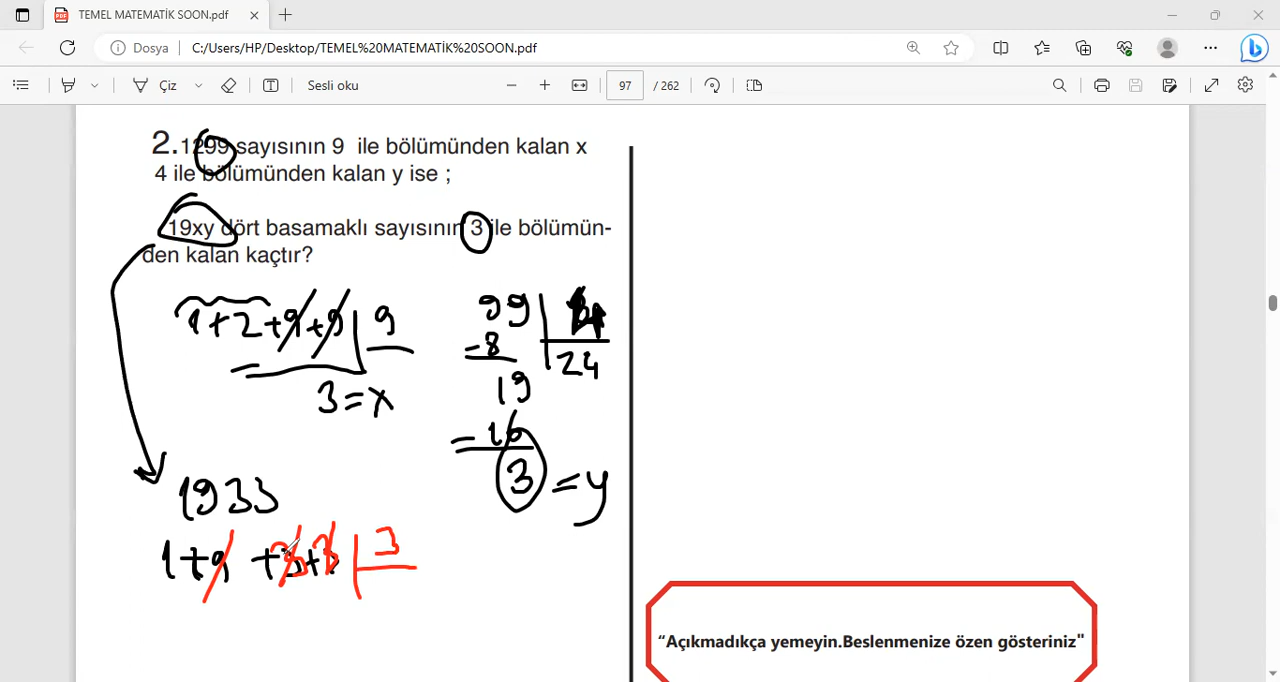 TEMEL MATEMATİK SOON.pdf
Dosya C:/Users/HP/Desktop/TEMEL%20MATEMATİK%20SOON.pdf
Çiz Sesli oku 97 / 262
2. 1299 sayısının 9 ile bölümünden kalan x
4 ile bölümünden kalan y ise ;
19xy dört basamaklı sayısının 3 ile bölümün-
den kalan kaçtır?
1+2+9+9 9
3=x
99 4
24
-8
19
-16
3 = y
1933
1+9+3+3 3
“Açıkmadıkça yemeyin.Beslenmenize özen gösteriniz"